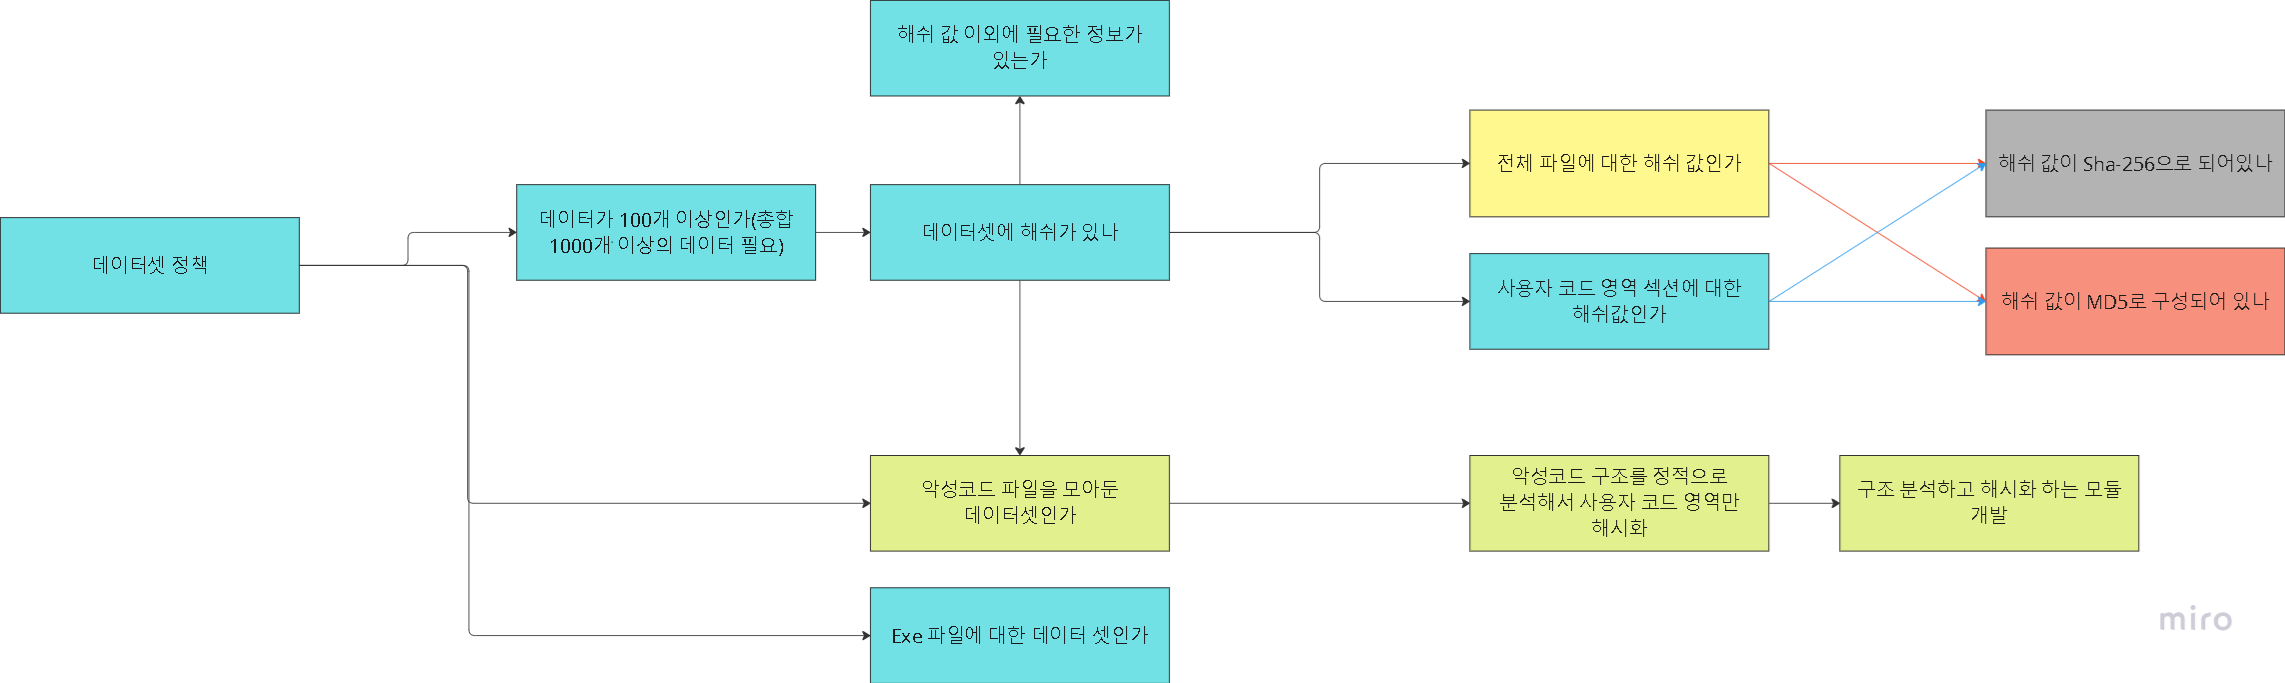 해쉬 값 이외에 필요한 정보가
있는가
데이터셋 정책
데이터가 100개 이상인가(총합
1000개 이상의 데이터 필요)
데이터셋에 해쉬가 있나
전체 파일에 대한 해쉬 값인가
해쉬 값이 Sha-256으로 되어있나
사용자 코드 영역 섹션에 대한
해쉬값인가
해쉬 값이 MD5로 구성되어 있나
악성코드 파일을 모아둔
데이터셋인가
악성코드 구조를 정적으로
분석해서 사용자 코드 영역만
해시화
구조 분석하고 해시화 하는 모듈
개발
Exe 파일에 대한 데이터 셋인가
miro